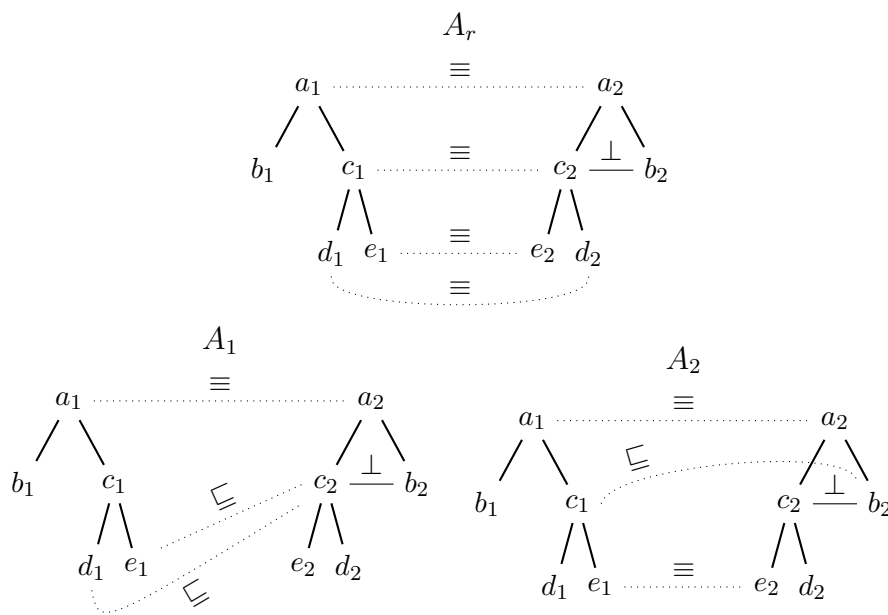 A_r
a_1 ≡ a_2
b_1 c_1 ≡ c_2 ⊥ b_2
d_1 e_1 ≡ e_2 d_2
≡
A_1
a_1 ≡ a_2
b_1 c_1 ⊑ c_2 ⊥ b_2
d_1 e_1 ⊑ e_2 d_2
A_2
a_1 ≡ a_2
⊑
b_1 c_1 c_2 ⊥ b_2
d_1 e_1 ≡ e_2 d_2